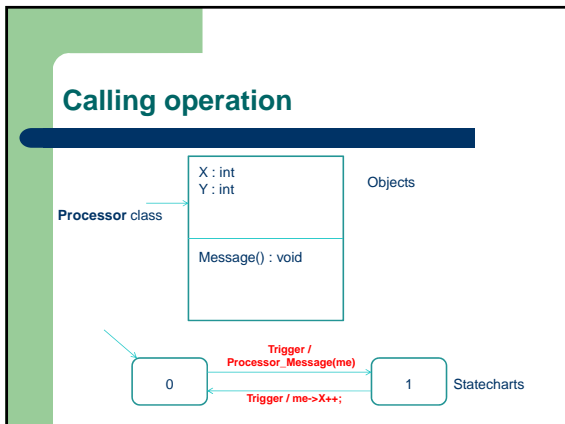 Calling operation
X : int
Y : int
Objects
Processor class
Message() : void
Trigger /
Processor_Message(me)
0
1
Statecharts
Trigger / me->X++;